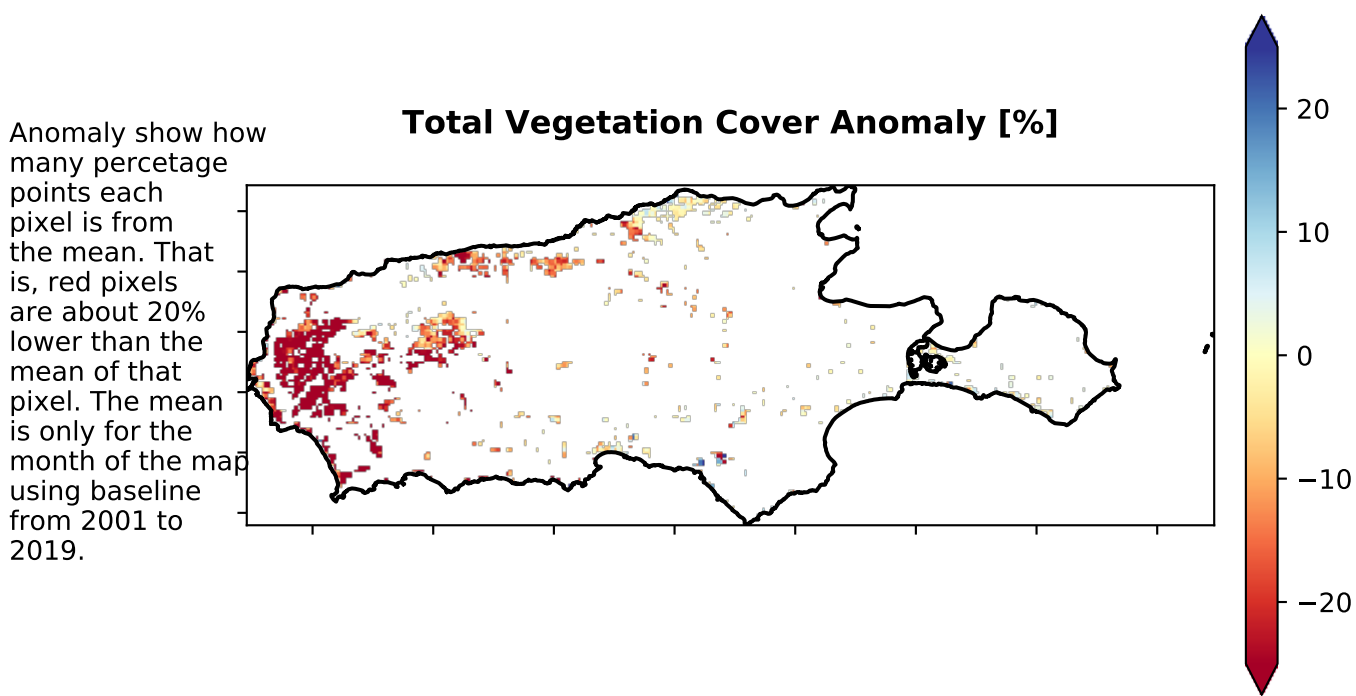 Total Vegetation Cover Anomaly [%]
Anomaly show how
many percetage
points each
pixel is from
the mean. That
is, red pixels
are about 20%
lower than the
mean of that
pixel. The mean
is only for the
month of the map
using baseline
from 2001 to
2019.
20
10
0
−10
−20